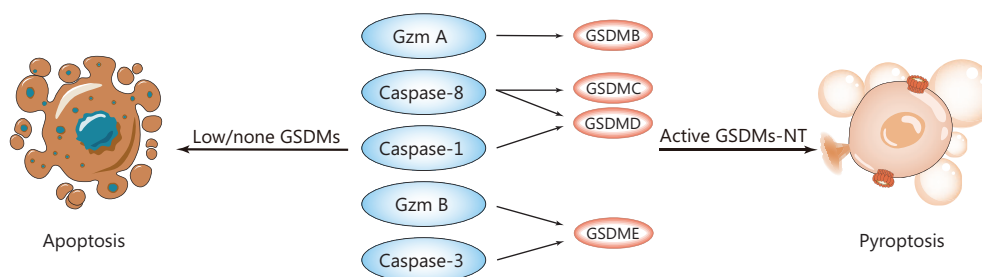 Gzm A
GSDMB
Caspase-8
GSDMC
GSDMD
Low/none GSDMs
Caspase-1
Active GSDMs-NT
Gzm B
GSDME
Apoptosis
Caspase-3
Pyroptosis